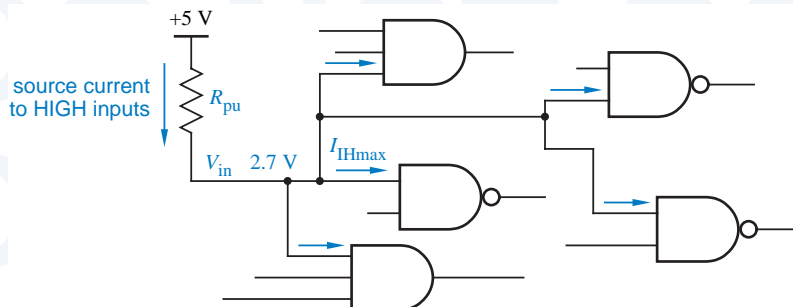 +5 V
source current
to HIGH inputs
Rpu
Vin 2.7 V
IIHmax